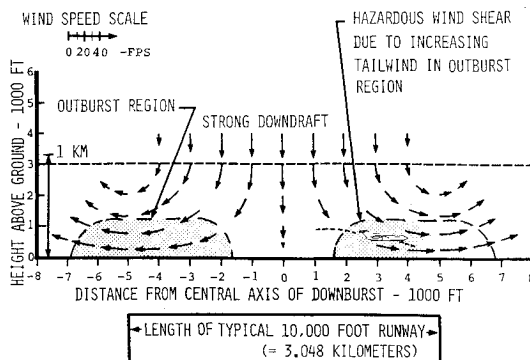 WIND SPEED SCALE
0 20 40 -FPS
HAZARDOUS WIND SHEAR
DUE TO INCREASING
TAILWIND IN OUTBURST
REGION
OUTBURST REGION
STRONG DOWNDRAFT
1 KM
HEIGHT ABOVE GROUND - 1000 FT
6
5
4
3
2
1
0
-8 -7 -6 -5 -4 -3 -2 -1 0 1 2 3 4 5 6 7 8
DISTANCE FROM CENTRAL AXIS OF DOWNBURST - 1000 FT
LENGTH OF TYPICAL 10,000 FOOT RUNWAY
(= 3.048 KILOMETERS)